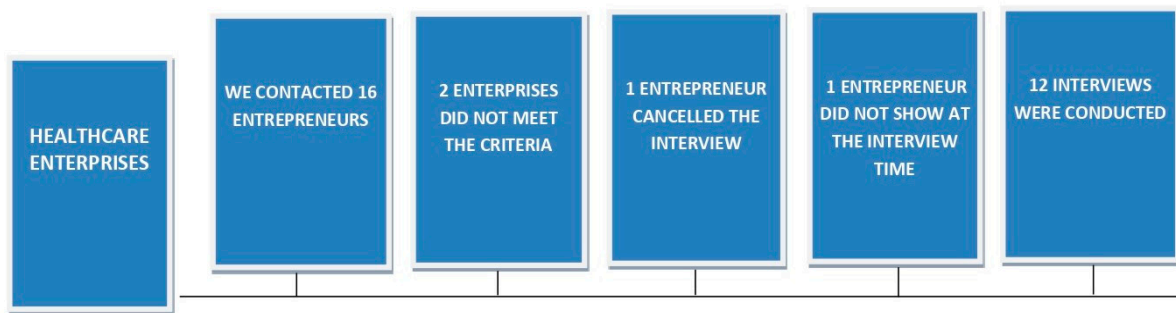 HEALTHCARE
ENTERPRISES
WE CONTACTED 16
ENTREPRENEURS
2 ENTERPRISES
DID NOT MEET
THE CRITERIA
1 ENTREPRENEUR
CANCELLED THE
INTERVIEW
1 ENTREPRENEUR
DID NOT SHOW AT
THE INTERVIEW
TIME
12 INTERVIEWS
WERE CONDUCTED